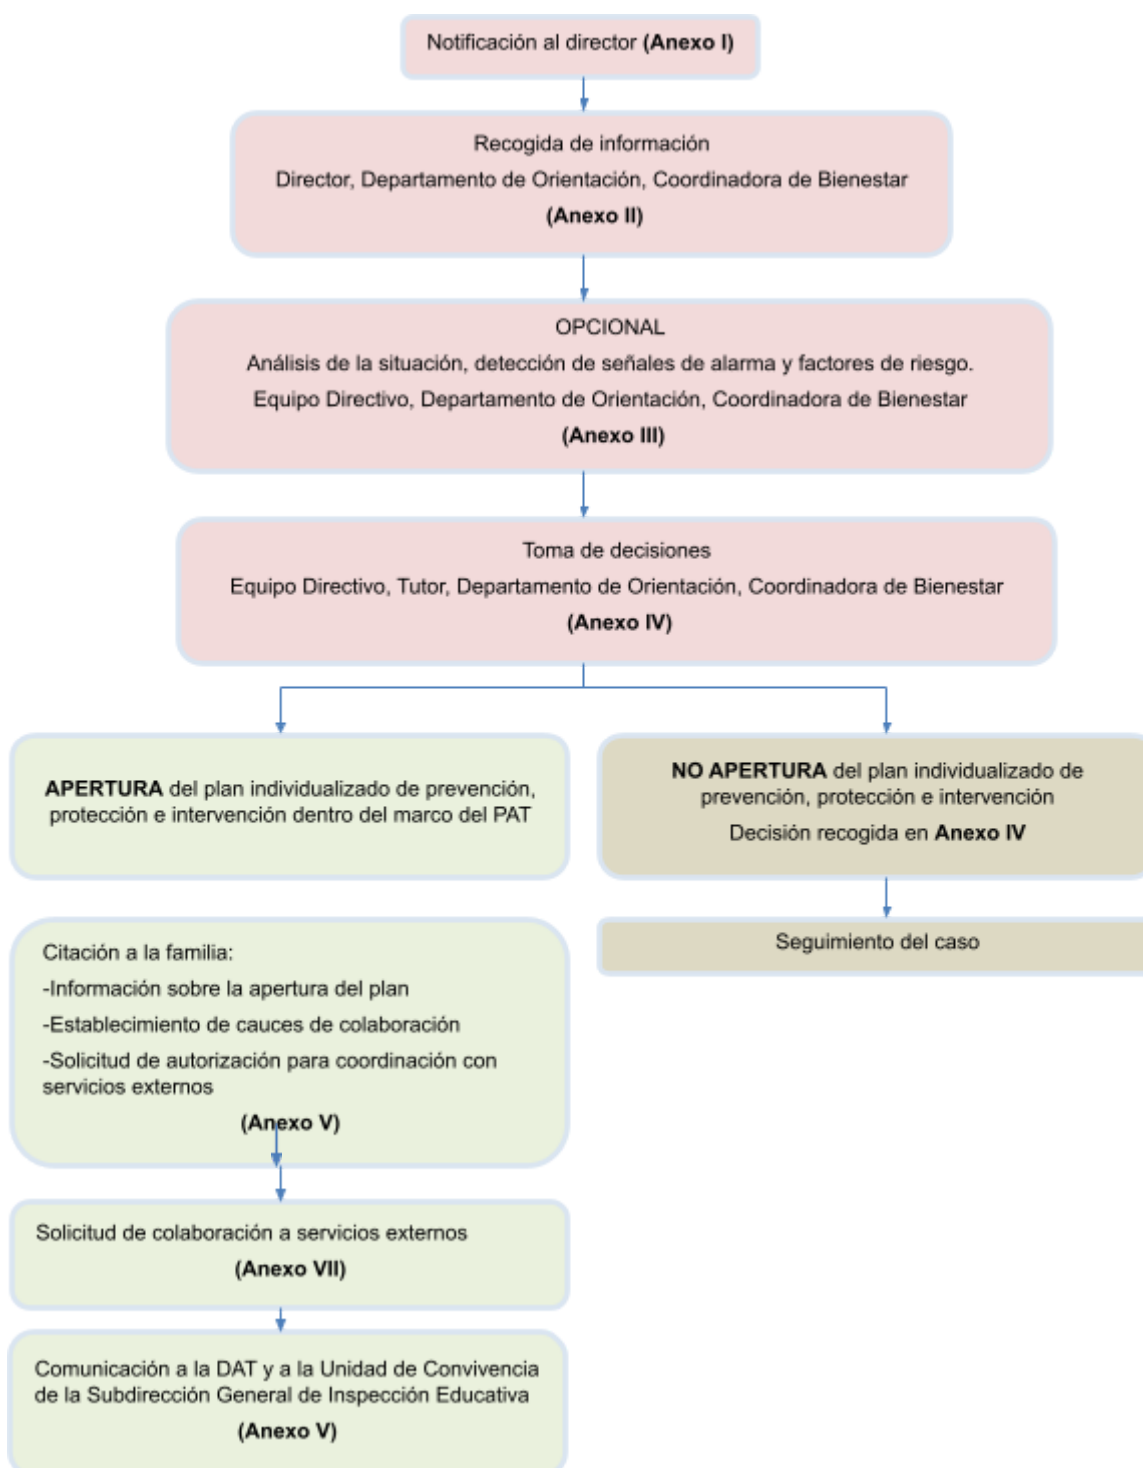 Notificación al director (Anexo I)
Recogida de información
Director, Departamento de Orientación, Coordinadora de Bienestar
(Anexo II)
OPCIONAL
Análisis de la situación, detección de señales de alarma y factores de riesgo.
Equipo Directivo, Departamento de Orientación, Coordinadora de Bienestar
(Anexo III)
Toma de decisiones
Equipo Directivo, Tutor, Departamento de Orientación, Coordinadora de Bienestar
(Anexo IV)
APERTURA del plan individualizado de prevención,
protección e intervención dentro del marco del PAT
NO APERTURA del plan individualizado de
prevención, protección e intervención
Decisión recogida en Anexo IV
Seguimiento del caso
Citación a la familia:
-Información sobre la apertura del plan
-Establecimiento de cauces de colaboración
-Solicitud de autorización para coordinación con
servicios externos
(Anexo V)
Solicitud de colaboración a servicios externos
(Anexo VII)
Comunicación a la DAT y a la Unidad de Convivencia
de la Subdirección General de Inspección Educativa
(Anexo V)